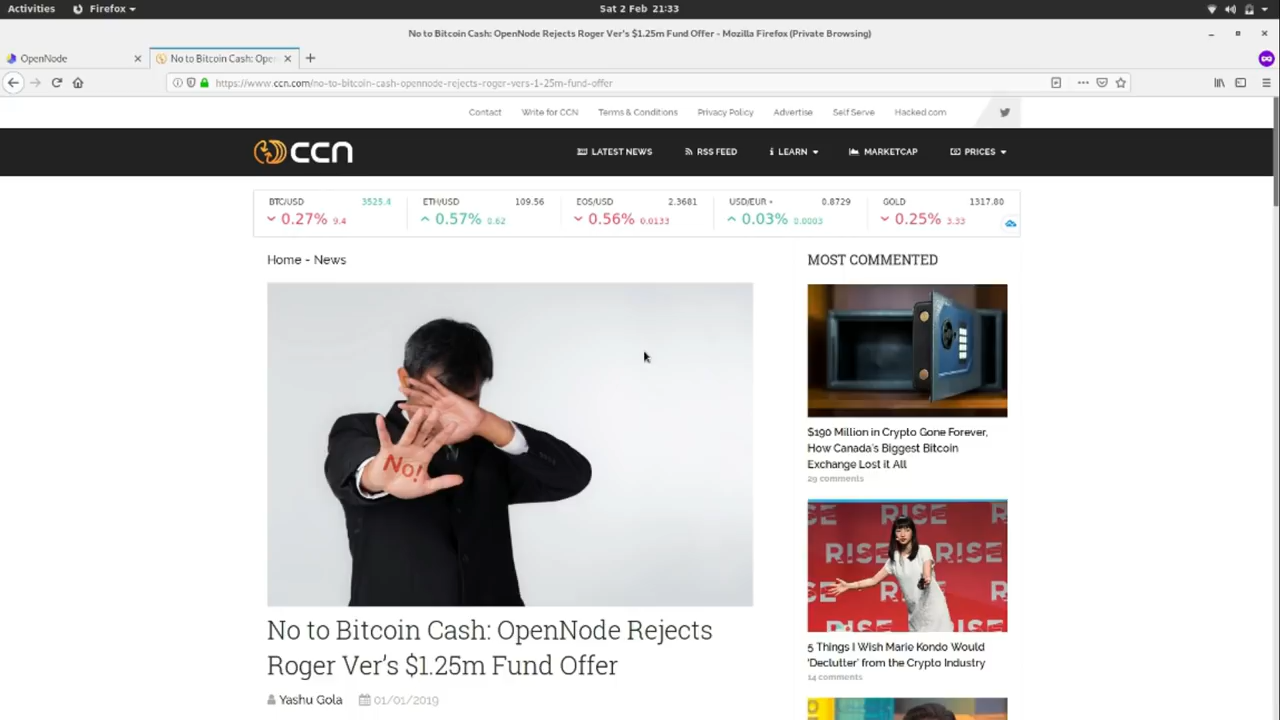 Activities
Firefox
Sat 2 Feb 21:33
No to Bitcoin Cash: OpenNode Rejects Roger Ver's $1.25m Fund Offer - Mozilla Firefox (Private Browsing)
OpenNode
No to Bitcoin Cash: Open
https://www.ccn.com/no-to-bitcoin-cash-opennode-rejects-roger-vers-1-25m-fund-offer
Contact Write for CCN Terms & Conditions Privacy Policy Advertise Self Serve Hacked.com
CCN
LATEST NEWS RSS FEED LEARN MARKETCAP PRICES
BTC/USD 3525.4 ETH/USD 109.56 EOS/USD 2.3681 USD/EUR 0.8729 GOLD 1317.80
0.27% 9.4 0.57% 0.62 0.56% 0.0133 0.03% 0.0003 0.25% 3.33
Home - News
No!
No to Bitcoin Cash: OpenNode Rejects
Roger Ver's $1.25m Fund Offer
Yashu Gola 01/01/2019
MOST COMMENTED
$190 Million in Crypto Gone Forever,
How Canada's Biggest Bitcoin
Exchange Lost it All
29 comments
RISE
RISE RISE
5 Things I Wish Marie Kondo Would
'Declutter' from the Crypto Industry
14 comments